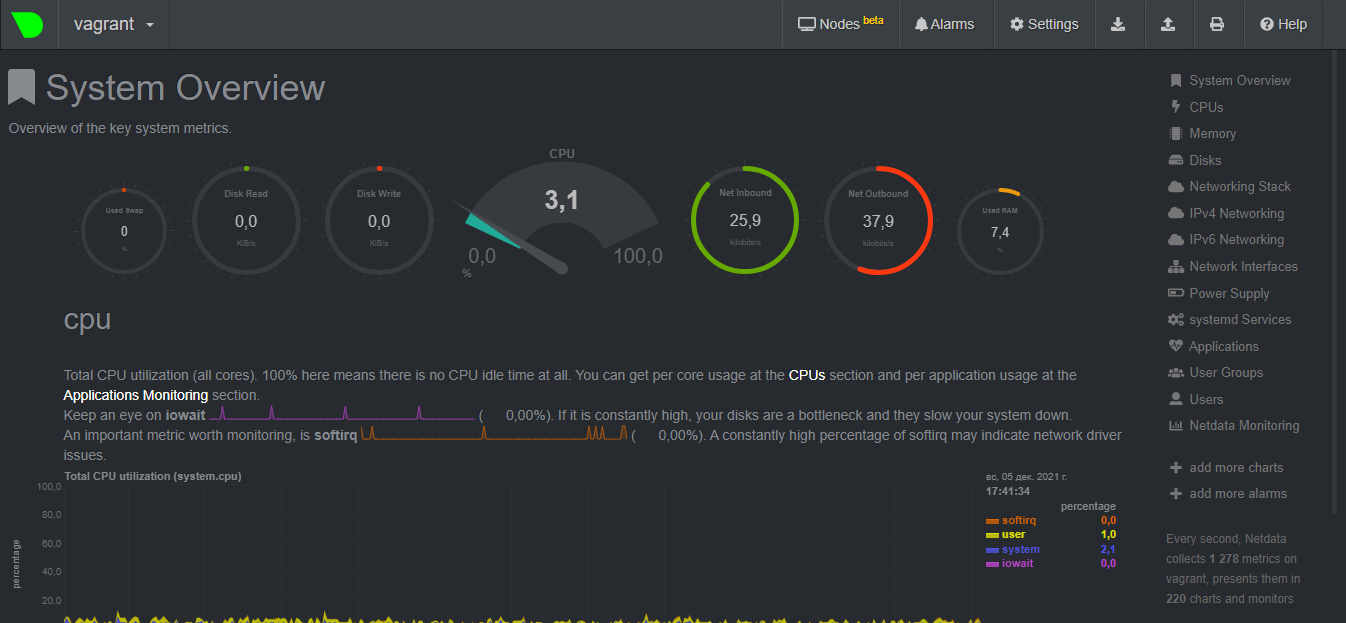 vagrant
Nodes beta
Alarms
Settings
Help
System Overview
Overview of the key system metrics.
Used Swap
0
%
Disk Read
0,0
KiB/s
Disk Write
0,0
KiB/s
CPU
3,1
0,0
100,0
%
Net Inbound
25,9
kilobits/s
Net Outbound
37,9
kilobits/s
Used RAM
7,4
%
cpu
Total CPU utilization (all cores). 100% here means there is no CPU idle time at all. You can get per core usage at the CPUs section and per application usage at the
Applications Monitoring section.
Keep an eye on iowait ( 0,00%). If it is constantly high, your disks are a bottleneck and they slow your system down.
An important metric worth monitoring, is softirq ( 0,00%). A constantly high percentage of softirq may indicate network driver
issues.
Total CPU utilization (system.cpu)
100,0
80,0
60,0
40,0
20,0
percentage
вс, 05 дек. 2021 г.
17:41:34
percentage
softirq 0,0
user 1,0
system 2,1
iowait 0,0
System Overview
CPUs
Memory
Disks
Networking Stack
IPv4 Networking
IPv6 Networking
Network Interfaces
Power Supply
systemd Services
Applications
User Groups
Users
Netdata Monitoring
add more charts
add more alarms
Every second, Netdata
collects 1 278 metrics on
vagrant, presents them in
220 charts and monitors